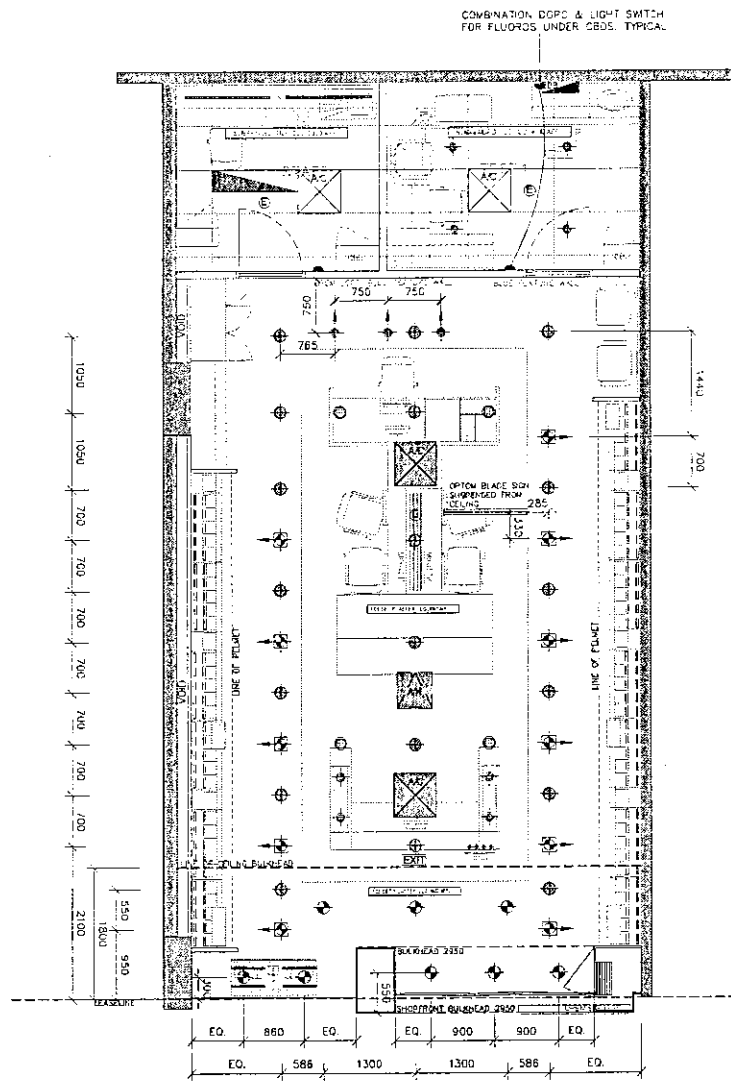 COMBINATION DGPO & LIGHT SWITCH
FOR FLUOROS UNDER CBDS. TYPICAL
A/C
A/C
VOID
750
750
750
765
1050
1050
700
700
700
700
700
700
700
2100
1800
550
950
1440
700
A/C
OPTOM BLADE SIGN
SUSPENDED FROM
CEILING
285
330
LINE OF PELMET
LINE OF PELMET
VOID
EXIT
CEILING BULKHEAD
BULKHEAD 2950
550
LEASELINE
SHOPFRONT BULKHEAD 2950
EQ.
860
EQ.
EQ.
900
900
EQ.
EQ.
586
1300
1300
586
EQ.